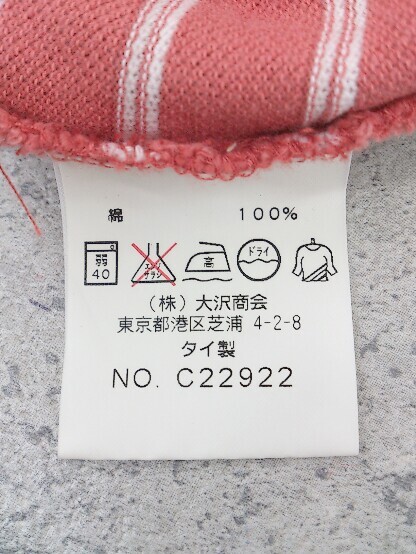 綿 100%
弱 40 エンソ サラシ 高 ドライ
(株) 大沢商会
東京都港区芝浦 4-2-8
タイ製
NO. C22922